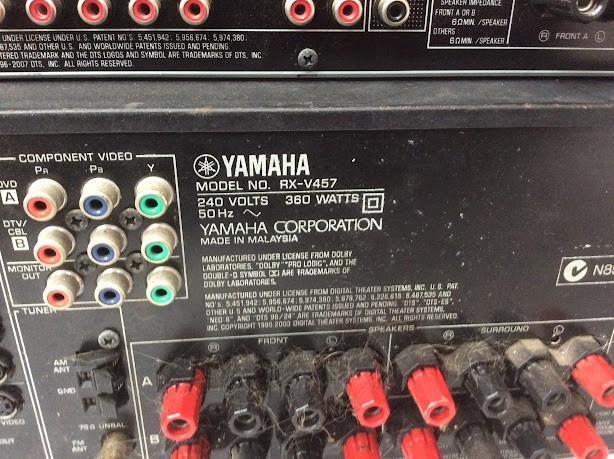 UNDER LICENSE UNDER U.S. PATENT NO'S: 5,451,942; 5,956,674; 5,974,380;
,487,535 AND OTHER U.S. AND WORLDWIDE PATENTS ISSUED AND PENDING.
TERED TRADEMARK AND THE DTS LOGOS AND SYMBOL ARE TRADEMARKS OF DTS, INC.
96-2007 DTS, INC. ALL RIGHTS RESERVED.
SPEAKER IMPEDANCE
FRONT A OR B
6Ω MIN /SPEAKER
OTHERS :
6Ω MIN /SPEAKER
R FRONT A L
COMPONENT VIDEO
PR PB Y
DVD
A
DTV/
CBL
B
MONITOR
OUT
YAMAHA
MODEL NO. RX-V457
240 VOLTS 360 WATTS
50 Hz ~
YAMAHA CORPORATION
MADE IN MALAYSIA
MANUFACTURED UNDER LICENSE FROM DOLBY
LABORATORIES. "DOLBY", "PRO LOGIC", AND THE
DOUBLE-D SYMBOL ARE TRADEMARKS OF
DOLBY LABORATORIES
MANUFACTURED UNDER LICENSE FROM DIGITAL THEATER SYSTEMS, INC. U.S. PAT.
NO'S. 5,451,942 5,956,674; 5,974,380; 5,978,762 6,226,616; 6,487,535 AND
OTHER U.S. AND WORLD-WIDE PATENTS ISSUED AND PENDING. "DTS", "DTS-ES",
"NEO:6", AND "DTS 96/24" ARE TRADEMARKS OF DIGITAL THEATER SYSTEMS,
INC. COPYRIGHT 1996,2000 DIGITAL THEATER SYSTEMS, INC. ALL RIGHTS RESERVED.
N8
TUNER
AM
ANT
GND
75Ω UNBAL.
FM
ANT
VIDEO
OUT
SPEAKERS
R FRONT L
R SURROUND L
A
B